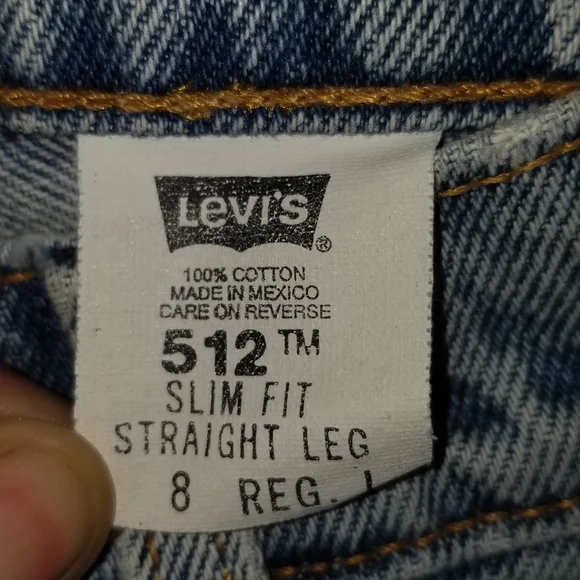 Levi's ®
100% COTTON
MADE IN MEXICO
CARE ON REVERSE
512™
SLIM FIT
STRAIGHT LEG
8 REG.